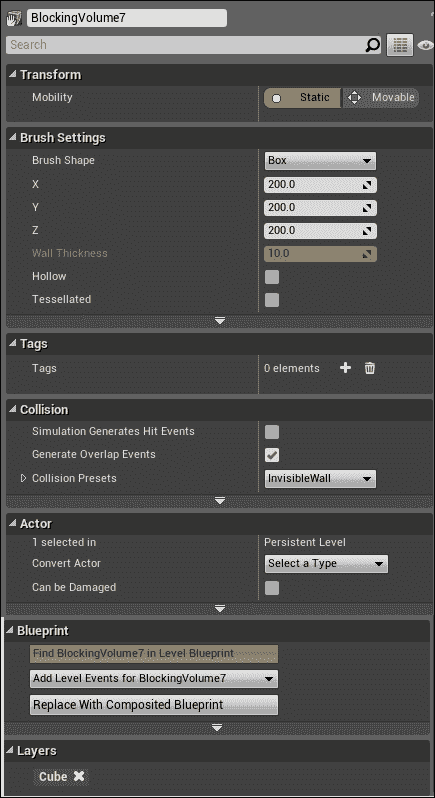 BlockingVolume7
Search
Transform
Mobility Static Movable
Brush Settings
Brush Shape Box
X 200.0
Y 200.0
Z 200.0
Wall Thickness 10.0
Hollow
Tessellated
Tags
Tags 0 elements
Collision
Simulation Generates Hit Events
Generate Overlap Events
Collision Presets InvisibleWall
Actor
1 selected in Persistent Level
Convert Actor Select a Type
Can be Damaged
Blueprint
Find BlockingVolume7 in Level Blueprint
Add Level Events for BlockingVolume7
Replace With Composited Blueprint
Layers
Cube